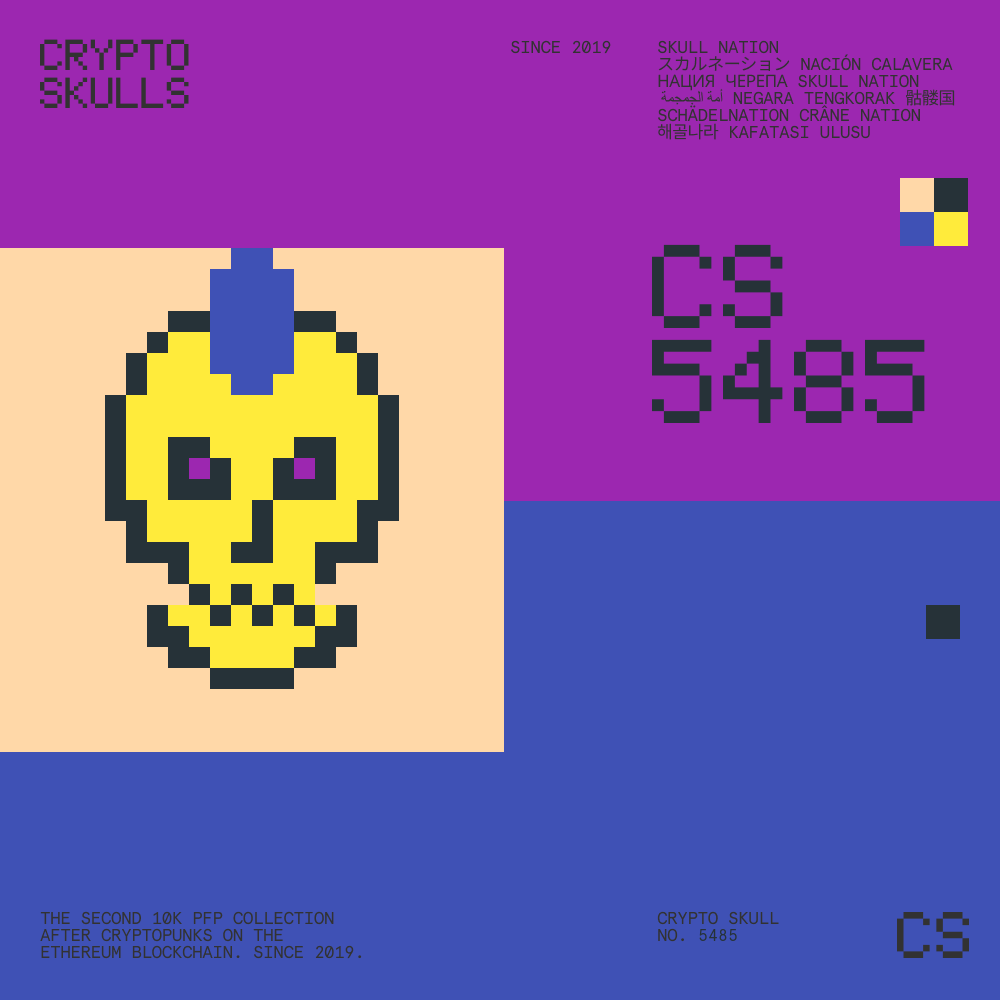 CRYPTO
SKULLS
SINCE 2019
SKULL NATION
スカルネーション NACIÓN CALAVERA
НАЦИЯ ЧЕРЕПА SKULL NATION
أمة الجمجمة NEGARA TENGKORAK 骷髅国
SCHÄDELNATION CRÂNE NATION
해골나라 KAFATASI ULUSU
CS
5485
THE SECOND 10K PFP COLLECTION
AFTER CRYPTOPUNKS ON THE
ETHEREUM BLOCKCHAIN. SINCE 2019.
CRYPTO SKULL
NO. 5485
CS